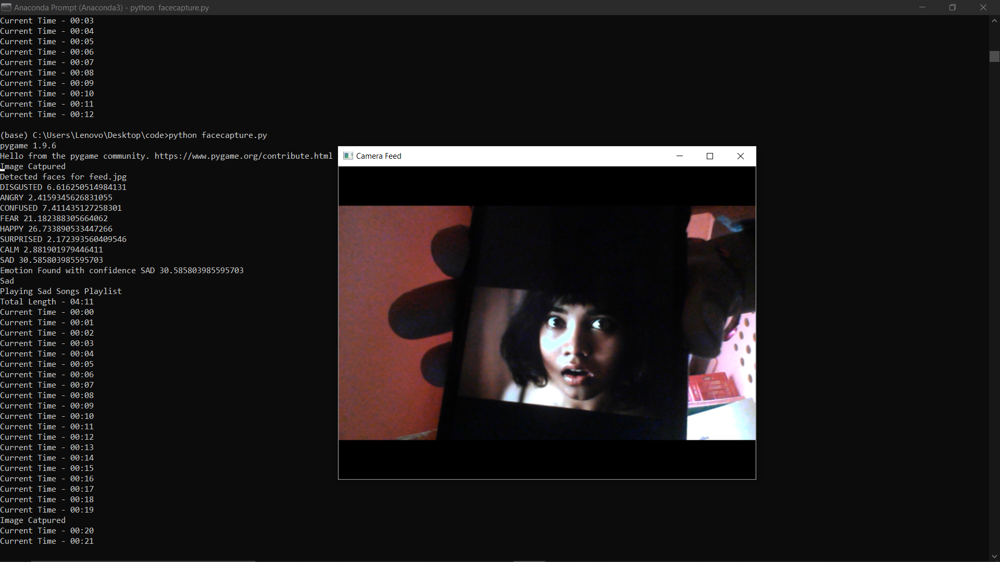 Anaconda Prompt (Anaconda3) - python  facecapture.py
Current Time - 00:03
Current Time - 00:04
Current Time - 00:05
Current Time - 00:06
Current Time - 00:07
Current Time - 00:08
Current Time - 00:09
Current Time - 00:10
Current Time - 00:11
Current Time - 00:12
(base) C:\Users\Lenovo\Desktop\code>python facecapture.py
pygame 1.9.6
Hello from the pygame community. https://www.pygame.org/contribute.html
Camera Feed
Image Catpured
Detected faces for feed.jpg
DISGUSTED 6.616250514984131
ANGRY 2.4159345626831055
CONFUSED 7.411435127258301
FEAR 21.182388305664062
HAPPY 26.733890533447266
SURPRISED 2.172393560409546
CALM 2.881901979446411
SAD 30.585803985595703
Emotion Found with confidence SAD 30.585803985595703
Sad
Playing Sad Songs Playlist
Total Length - 04:11
Current Time - 00:00
Current Time - 00:01
Current Time - 00:02
Current Time - 00:03
Current Time - 00:04
Current Time - 00:05
Current Time - 00:06
Current Time - 00:07
Current Time - 00:08
Current Time - 00:09
Current Time - 00:10
Current Time - 00:11
Current Time - 00:12
Current Time - 00:13
Current Time - 00:14
Current Time - 00:15
Current Time - 00:16
Current Time - 00:17
Current Time - 00:18
Current Time - 00:19
Image Catpured
Current Time - 00:20
Current Time - 00:21